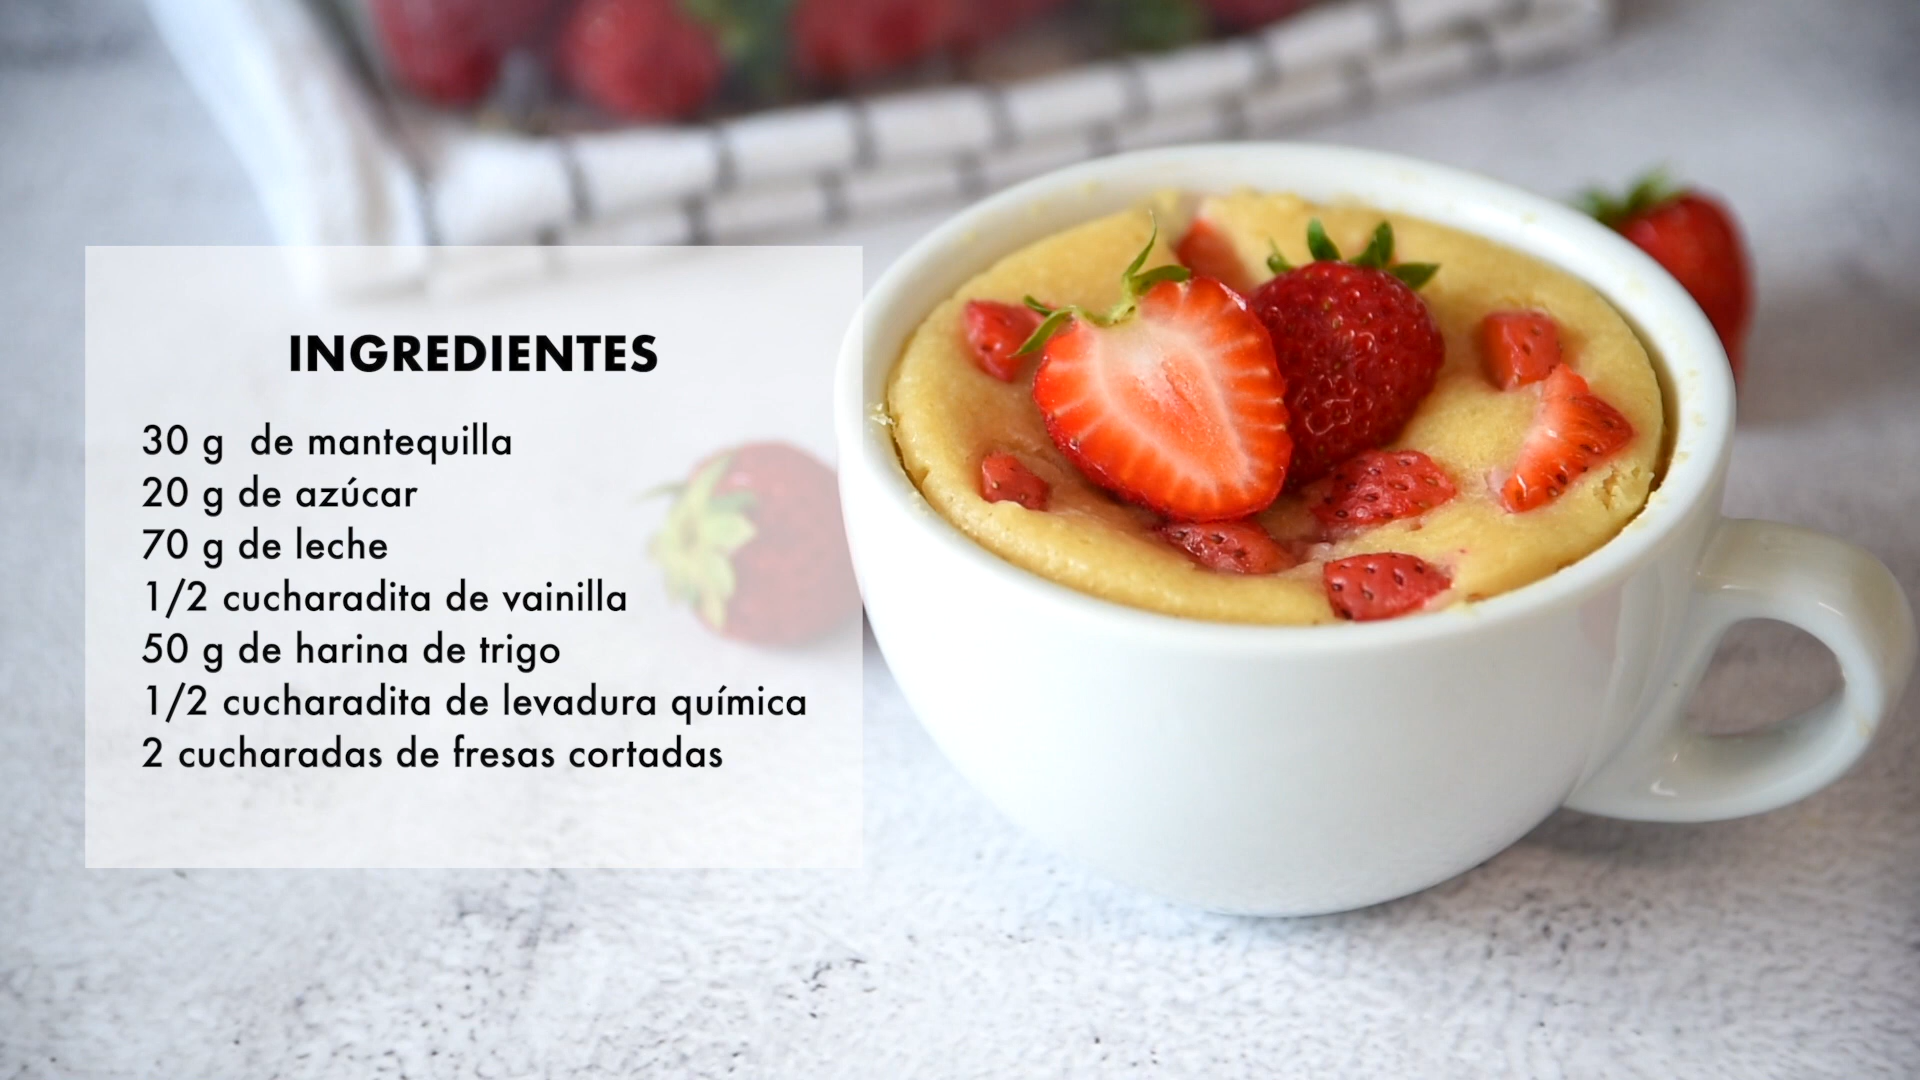 INGREDIENTES
30 g  de mantequilla
20 g de azúcar
70 g de leche
1/2 cucharadita de vainilla
50 g de harina de trigo
1/2 cucharadita de levadura química
2 cucharadas de fresas cortadas